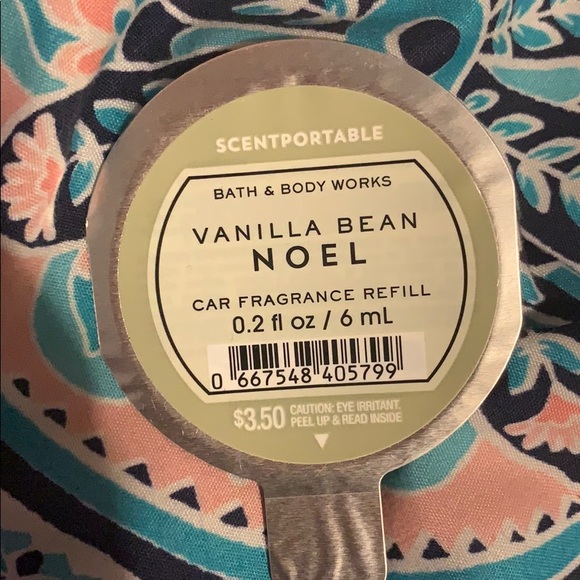 SCENTPORTABLE
BATH & BODY WORKS
VANILLA BEAN
NOEL
CAR FRAGRANCE REFILL
0.2 fl oz / 6 mL
0 667548 405799
$3.50 CAUTION: EYE IRRITANT.
PEEL UP & READ INSIDE